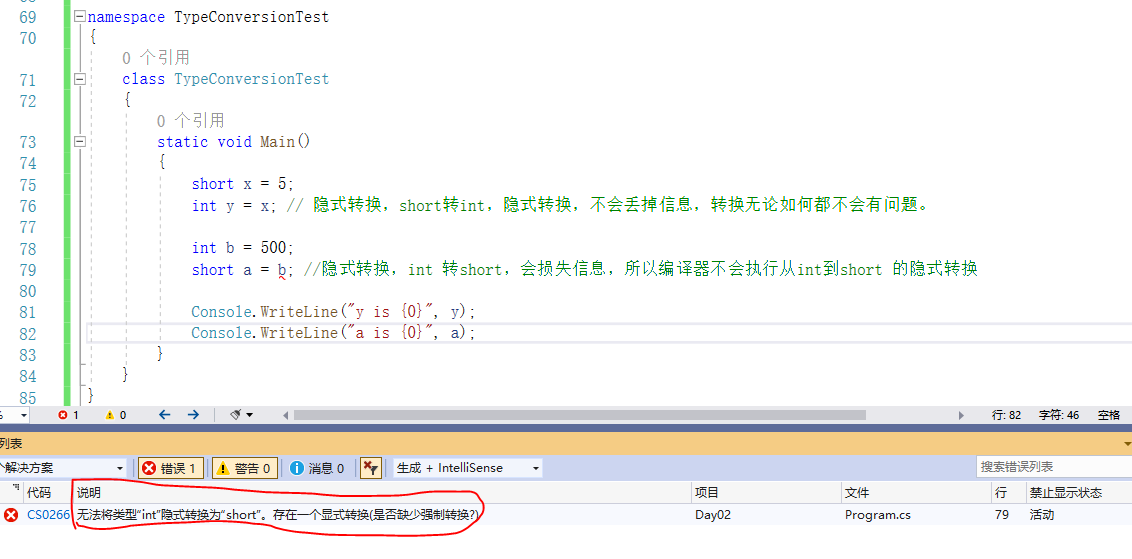 69 namespace TypeConversionTest
70 {
0 个引用
71 class TypeConversionTest
72 {
0 个引用
73 static void Main()
74 {
75 short x = 5;
76 int y = x; // 隐式转换，short转int，隐式转换，不会丢掉信息，转换无论如何都不会有问题。
77
78 int b = 500;
79 short a = b; //隐式转换，int 转short，会损失信息，所以编译器不会执行从int到short 的隐式转换
80
81 Console.WriteLine("y is {0}", y);
82 Console.WriteLine("a is {0}", a);
83 }
84 }
85 }
% 1 0 行: 82 字符: 46 空格
列表
个解决方案 错误 1 警告 0 消息 0 生成 + IntelliSense 搜索错误列表
代码 说明 项目 文件 行 禁止显示状态
CS0266 无法将类型“int”隐式转换为“short”。存在一个显式转换(是否缺少强制转换?) Day02 Program.cs 79 活动